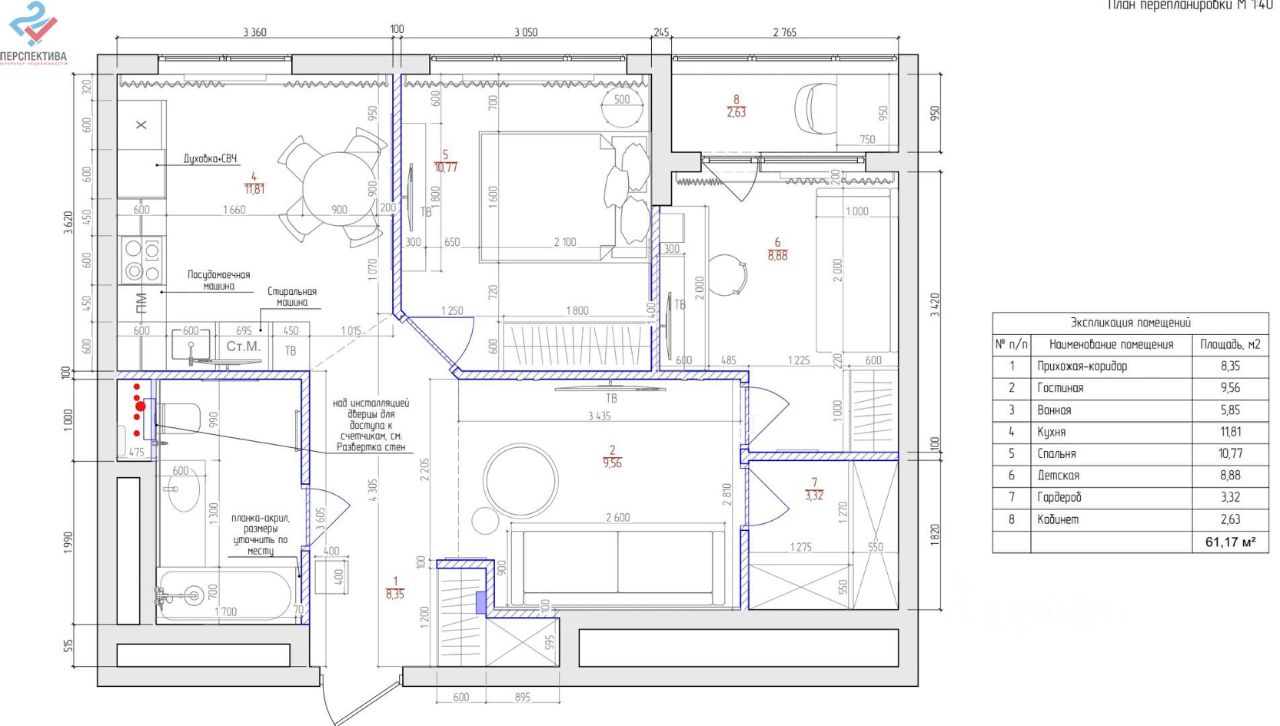 План перепланировки М 1:40
ПЕРСПЕКТИВА
ОПЕРАТОР НЕДВИЖИМОСТИ
3 360
100
3 050
245
2 765
320
600
600
450
600
450
600
3 620
100
1 000
1 990
515
X
Духовка+СВЧ
4
11,81
950
900
200
1 070
600
1 660
900
Посудомоечная
машина
ПМ
Стиральная
машина
600
600
695
450
1 015
Ст.М.
ТВ
600
700
500
5
10,77
1 800
ТВ
1 600
300
650
2 100
720
1 250
1 800
600
1 400
8
2,63
950
750
950
200
1 000
6
8,88
300
2 000
2 000
ТВ
3 420
600
485
1 225
220
600
1 000
100
475
990
600
1 300
700
1 700
70
над инсталляцией
дверцы для
доступа к
счетчикам, см.
Развертка стен
планка-акрил,
размеры
уточнить по
месту
3 605
4 305
2 205
400
400
1
8,35
100
1 200
600
895
595
ТВ
3 435
2
9,56
2 810
2 600
900
100
7
3,32
1 270
1 275
550
550
1 820
Экспликация помещений
№ п/п Наименование помещения Площадь, м2
1 Прихожая-коридор 8,35
2 Гостиная 9,56
3 Ванная 5,85
4 Кухня 11,81
5 Спальня 10,77
6 Детская 8,88
7 Гардероб 3,32
8 Кабинет 2,63
61,17 м²